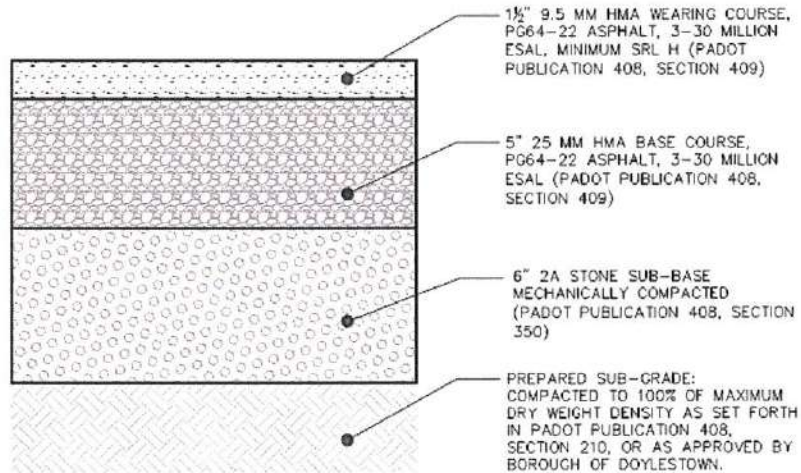 1½" 9.5 MM HMA WEARING COURSE,
PG64-22 ASPHALT, 3-30 MILLION
ESAL, MINIMUM SRL H (PADOT
PUBLICATION 408, SECTION 409)
5" 25 MM HMA BASE COURSE,
PG64-22 ASPHALT, 3-30 MILLION
ESAL (PADOT PUBLICATION 408,
SECTION 409)
6" 2A STONE SUB-BASE
MECHANICALLY COMPACTED
(PADOT PUBLICATION 408, SECTION
350)
PREPARED SUB-GRADE:
COMPACTED TO 100% OF MAXIMUM
DRY WEIGHT DENSITY AS SET FORTH
IN PADOT PUBLICATION 408,
SECTION 210, OR AS APPROVED BY
BOROUGH OF DOYLESTOWN.